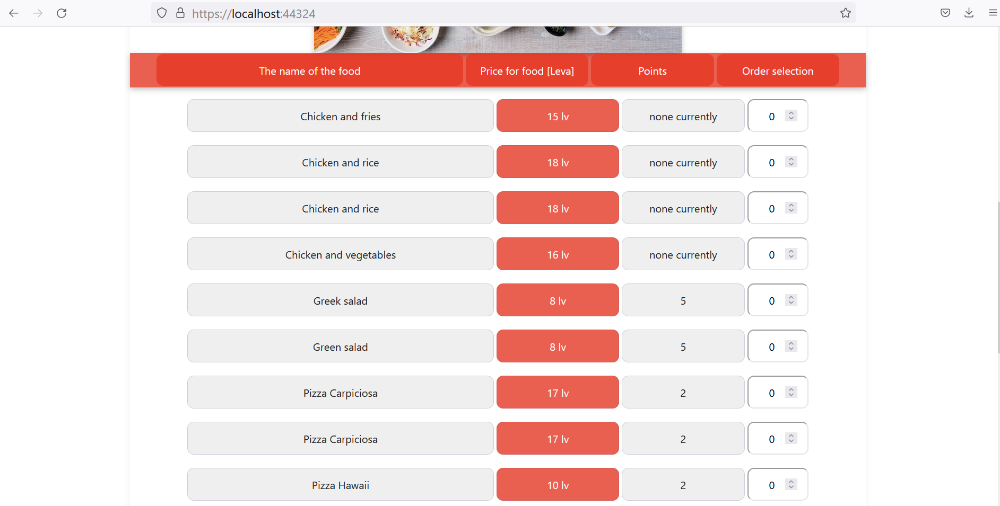 https://localhost:44324
The name of the food Price for food [Leva] Points Order selection
Chicken and fries 15 lv none currently 0
Chicken and rice 18 lv none currently 0
Chicken and rice 18 lv none currently 0
Chicken and vegetables 16 lv none currently 0
Greek salad 8 lv 5 0
Green salad 8 lv 5 0
Pizza Carpiciosa 17 lv 2 0
Pizza Carpiciosa 17 lv 2 0
Pizza Hawaii 10 lv 2 0